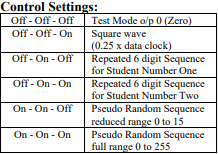 Control Settings:
Off - Off - Off Test Mode o/p 0 (Zero)
Off - Off - On Square wave
(0.25 x data clock)
Off - On - Off Repeated 6 digit Sequence
for Student Number One
Off - On - On Repeated 6 digit Sequence
for Student Number Two
On - On - Off Pseudo Random Sequence
reduced range 0 to 15
On - On - On Pseudo Random Sequence
full range 0 to 255